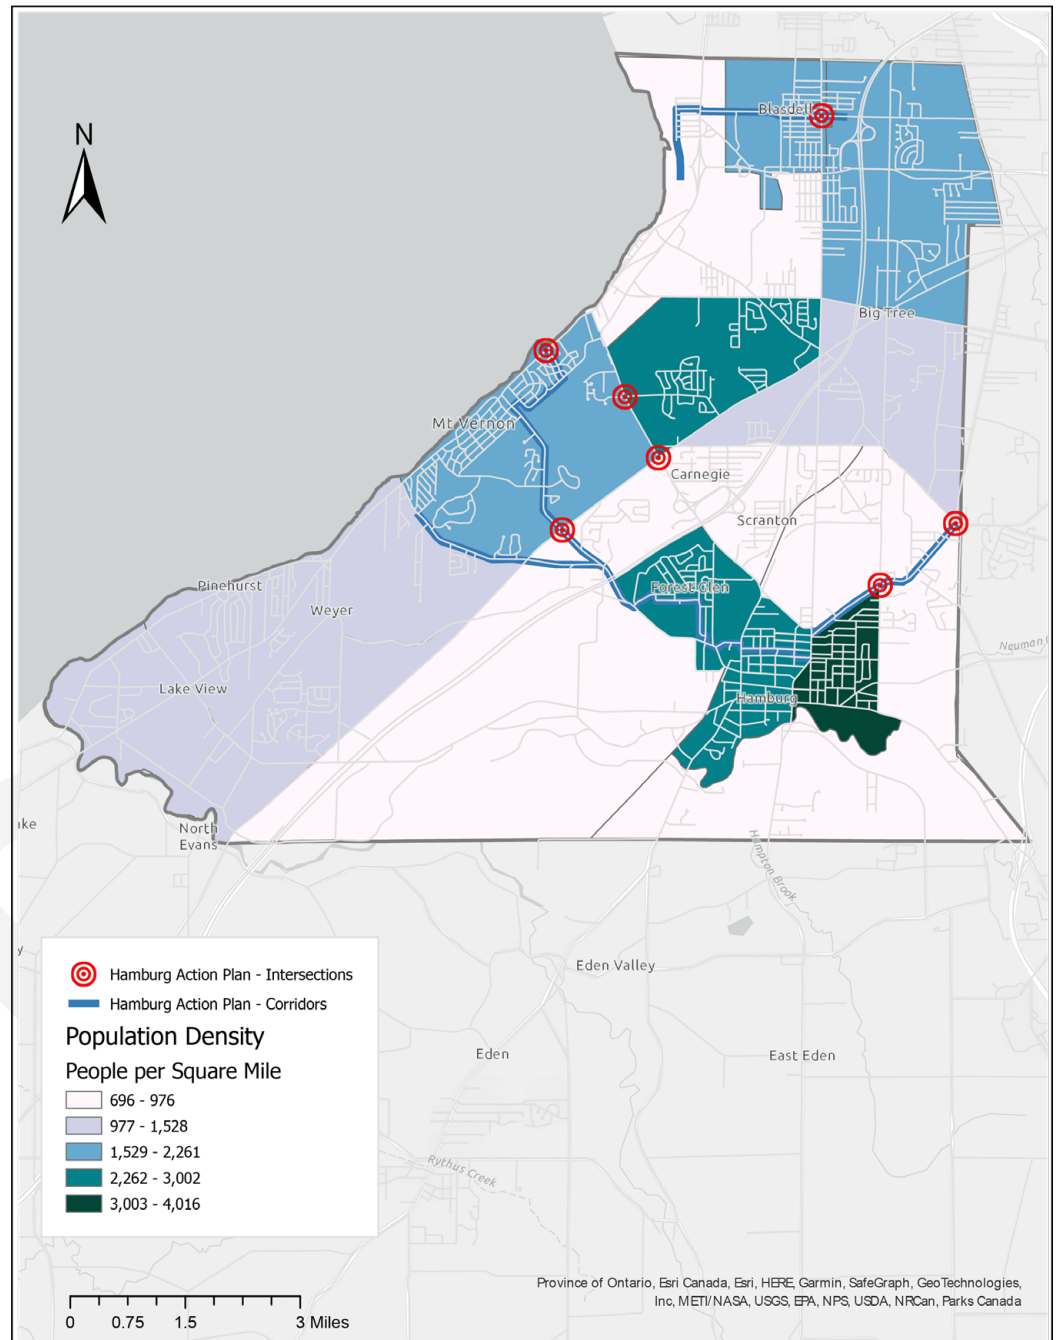 N
Blasdell
Big Tree
Mt Vernon
Carnegie
Scranton
Pinehurst
Forest Glen
Weyer
Neuman
Lake View
Hamburg
North
Evans
ke
Hampton Brook
y
Eden Valley
Eden
East Eden
Rythus Creek
Hamburg Action Plan - Intersections
Hamburg Action Plan - Corridors
Population Density
People per Square Mile
696 - 976
977 - 1,528
1,529 - 2,261
2,262 - 3,002
3,003 - 4,016
0 0.75 1.5 3 Miles
Province of Ontario, Esri Canada, Esri, HERE, Garmin, SafeGraph, GeoTechnologies,
Inc, METI/NASA, USGS, EPA, NPS, USDA, NRCan, Parks Canada